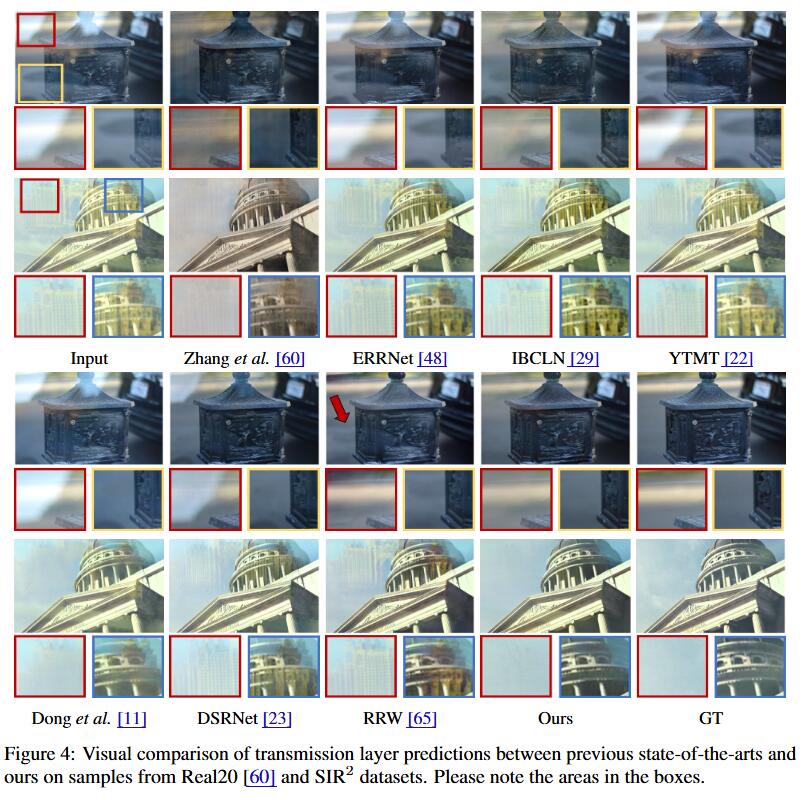 Input
Zhang et al. [60]
ERRNet [48]
IBCLN [29]
YTMT [22]
Dong et al. [11]
DSRNet [23]
RRW [65]
Ours
GT
Figure 4: Visual comparison of transmission layer predictions between previous state-of-the-arts and
ours on samples from Real20 [60] and SIR² datasets. Please note the areas in the boxes.